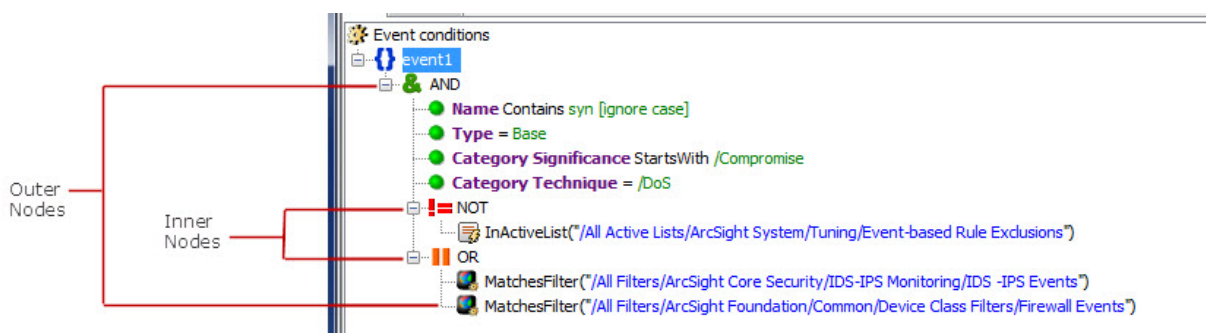 Event conditions
event1
& AND
Name Contains syn [ignore case]
Type = Base
Category Significance StartsWith /Compromise
Category Technique = /DoS
!= NOT
InActiveList("/All Active Lists/ArcSight System/Tuning/Event-based Rule Exclusions")
OR
MatchesFilter("/All Filters/ArcSight Core Security/IDS-IPS Monitoring/IDS -IPS Events")
MatchesFilter("/All Filters/ArcSight Foundation/Common/Device Class Filters/Firewall Events")
Outer
Nodes
Inner
Nodes